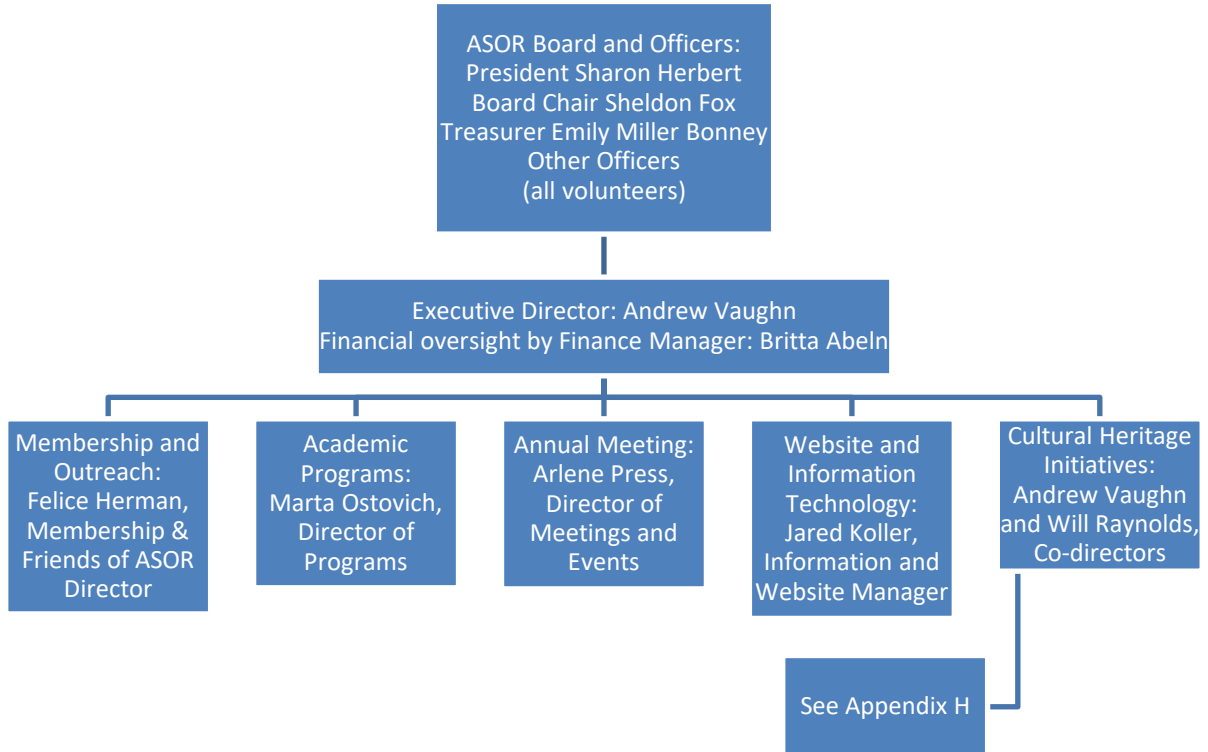 ASOR Board and Officers:
President Sharon Herbert
Board Chair Sheldon Fox
Treasurer Emily Miller Bonney
Other Officers
(all volunteers)
Executive Director: Andrew Vaughn
Financial oversight by Finance Manager: Britta Abeln
Membership and
Outreach:
Felice Herman,
Membership &
Friends of ASOR
Director
Academic
Programs:
Marta Ostovich,
Director of
Programs
Annual Meeting:
Arlene Press,
Director of
Meetings and
Events
Website and
Information
Technology:
Jared Koller,
Information and
Website Manager
Cultural Heritage
Initiatives:
Andrew Vaughn
and Will Raynolds,
Co-directors
See Appendix H